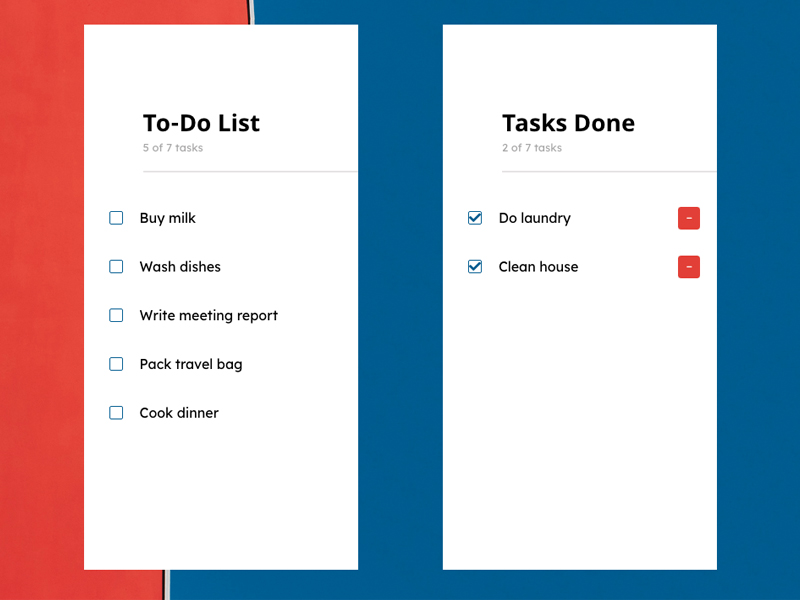 To-Do List
5 of 7 tasks
Buy milk
Wash dishes
Write meeting report
Pack travel bag
Cook dinner
Tasks Done
2 of 7 tasks
Do laundry
-
Clean house
-